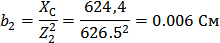 b₂ = X_C / Z₂² = 624,4 / 626.5² = 0.006 См